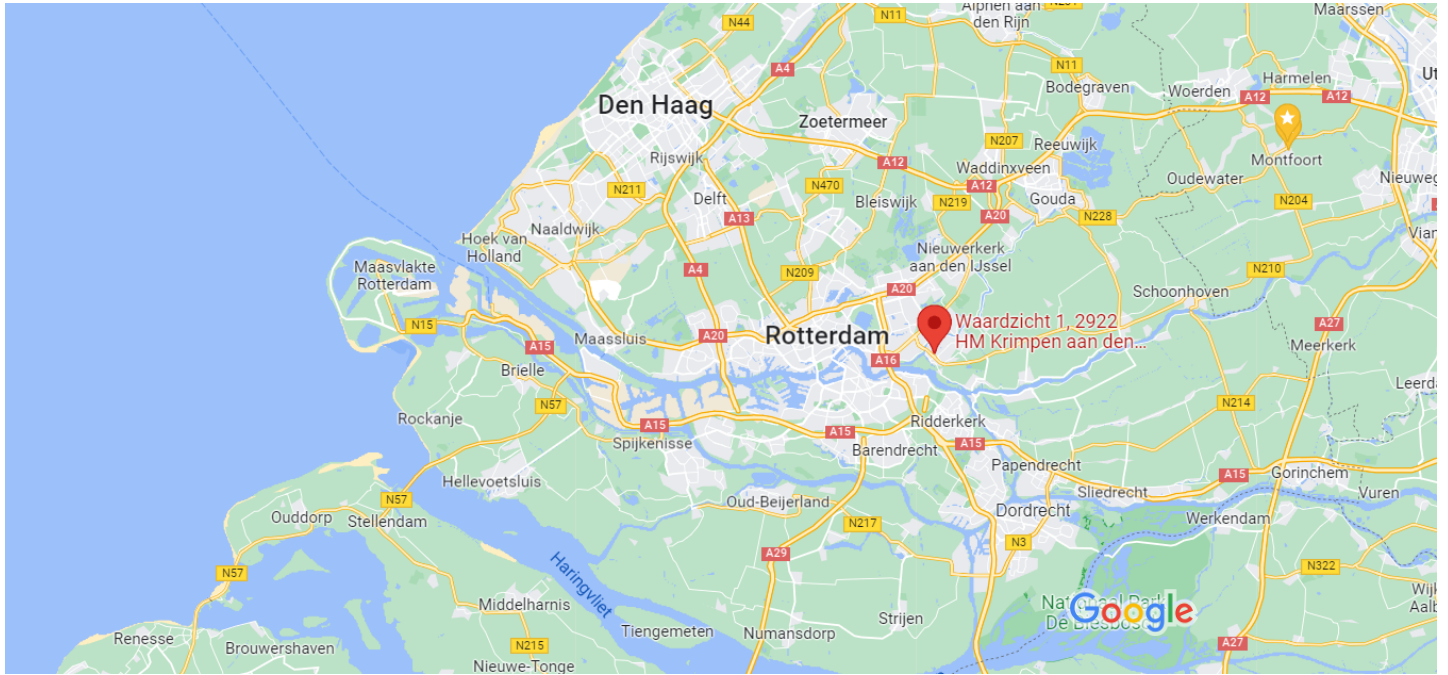 Alphen aan
den Rijn
N11
N44
Maarssen
A4
N11
Harmelen
Woerden
A12
A12
Bodegraven
Den Haag
Zoetermeer
N207
Reeuwijk
Montfoort
Rijswijk
A12
Waddinxveen
Oudewater
N211
N470
A12
Gouda
Delft
Bleiswijk
N219
N204
A13
A20
N228
Naaldwijk
Hoek van
Holland
Nieuwerkerk
aan den IJssel
Maasvlakte
Rotterdam
A4
N209
N210
A20
Schoonhoven
N15
Waardzicht 1, 2922
HM Krimpen aan den...
A27
Rotterdam
Maassluis
A20
A15
A16
Meerkerk
Brielle
N57
N214
Rockanje
A15
A15
Ridderkerk
Spijkenisse
Barendrecht
A15
Papendrecht
A15
Gorinchem
Hellevoetsluis
Sliedrecht
Vuren
N57
Oud-Beijerland
Dordrecht
Ouddorp
Stellendam
N217
Werkendam
N3
A29
N57
Haringvliet
N322
Middelharnis
Google
Strijen
Tiengemeten
Numansdorp
Renesse
Brouwershaven
N215
A27
Nieuwe-Tonge